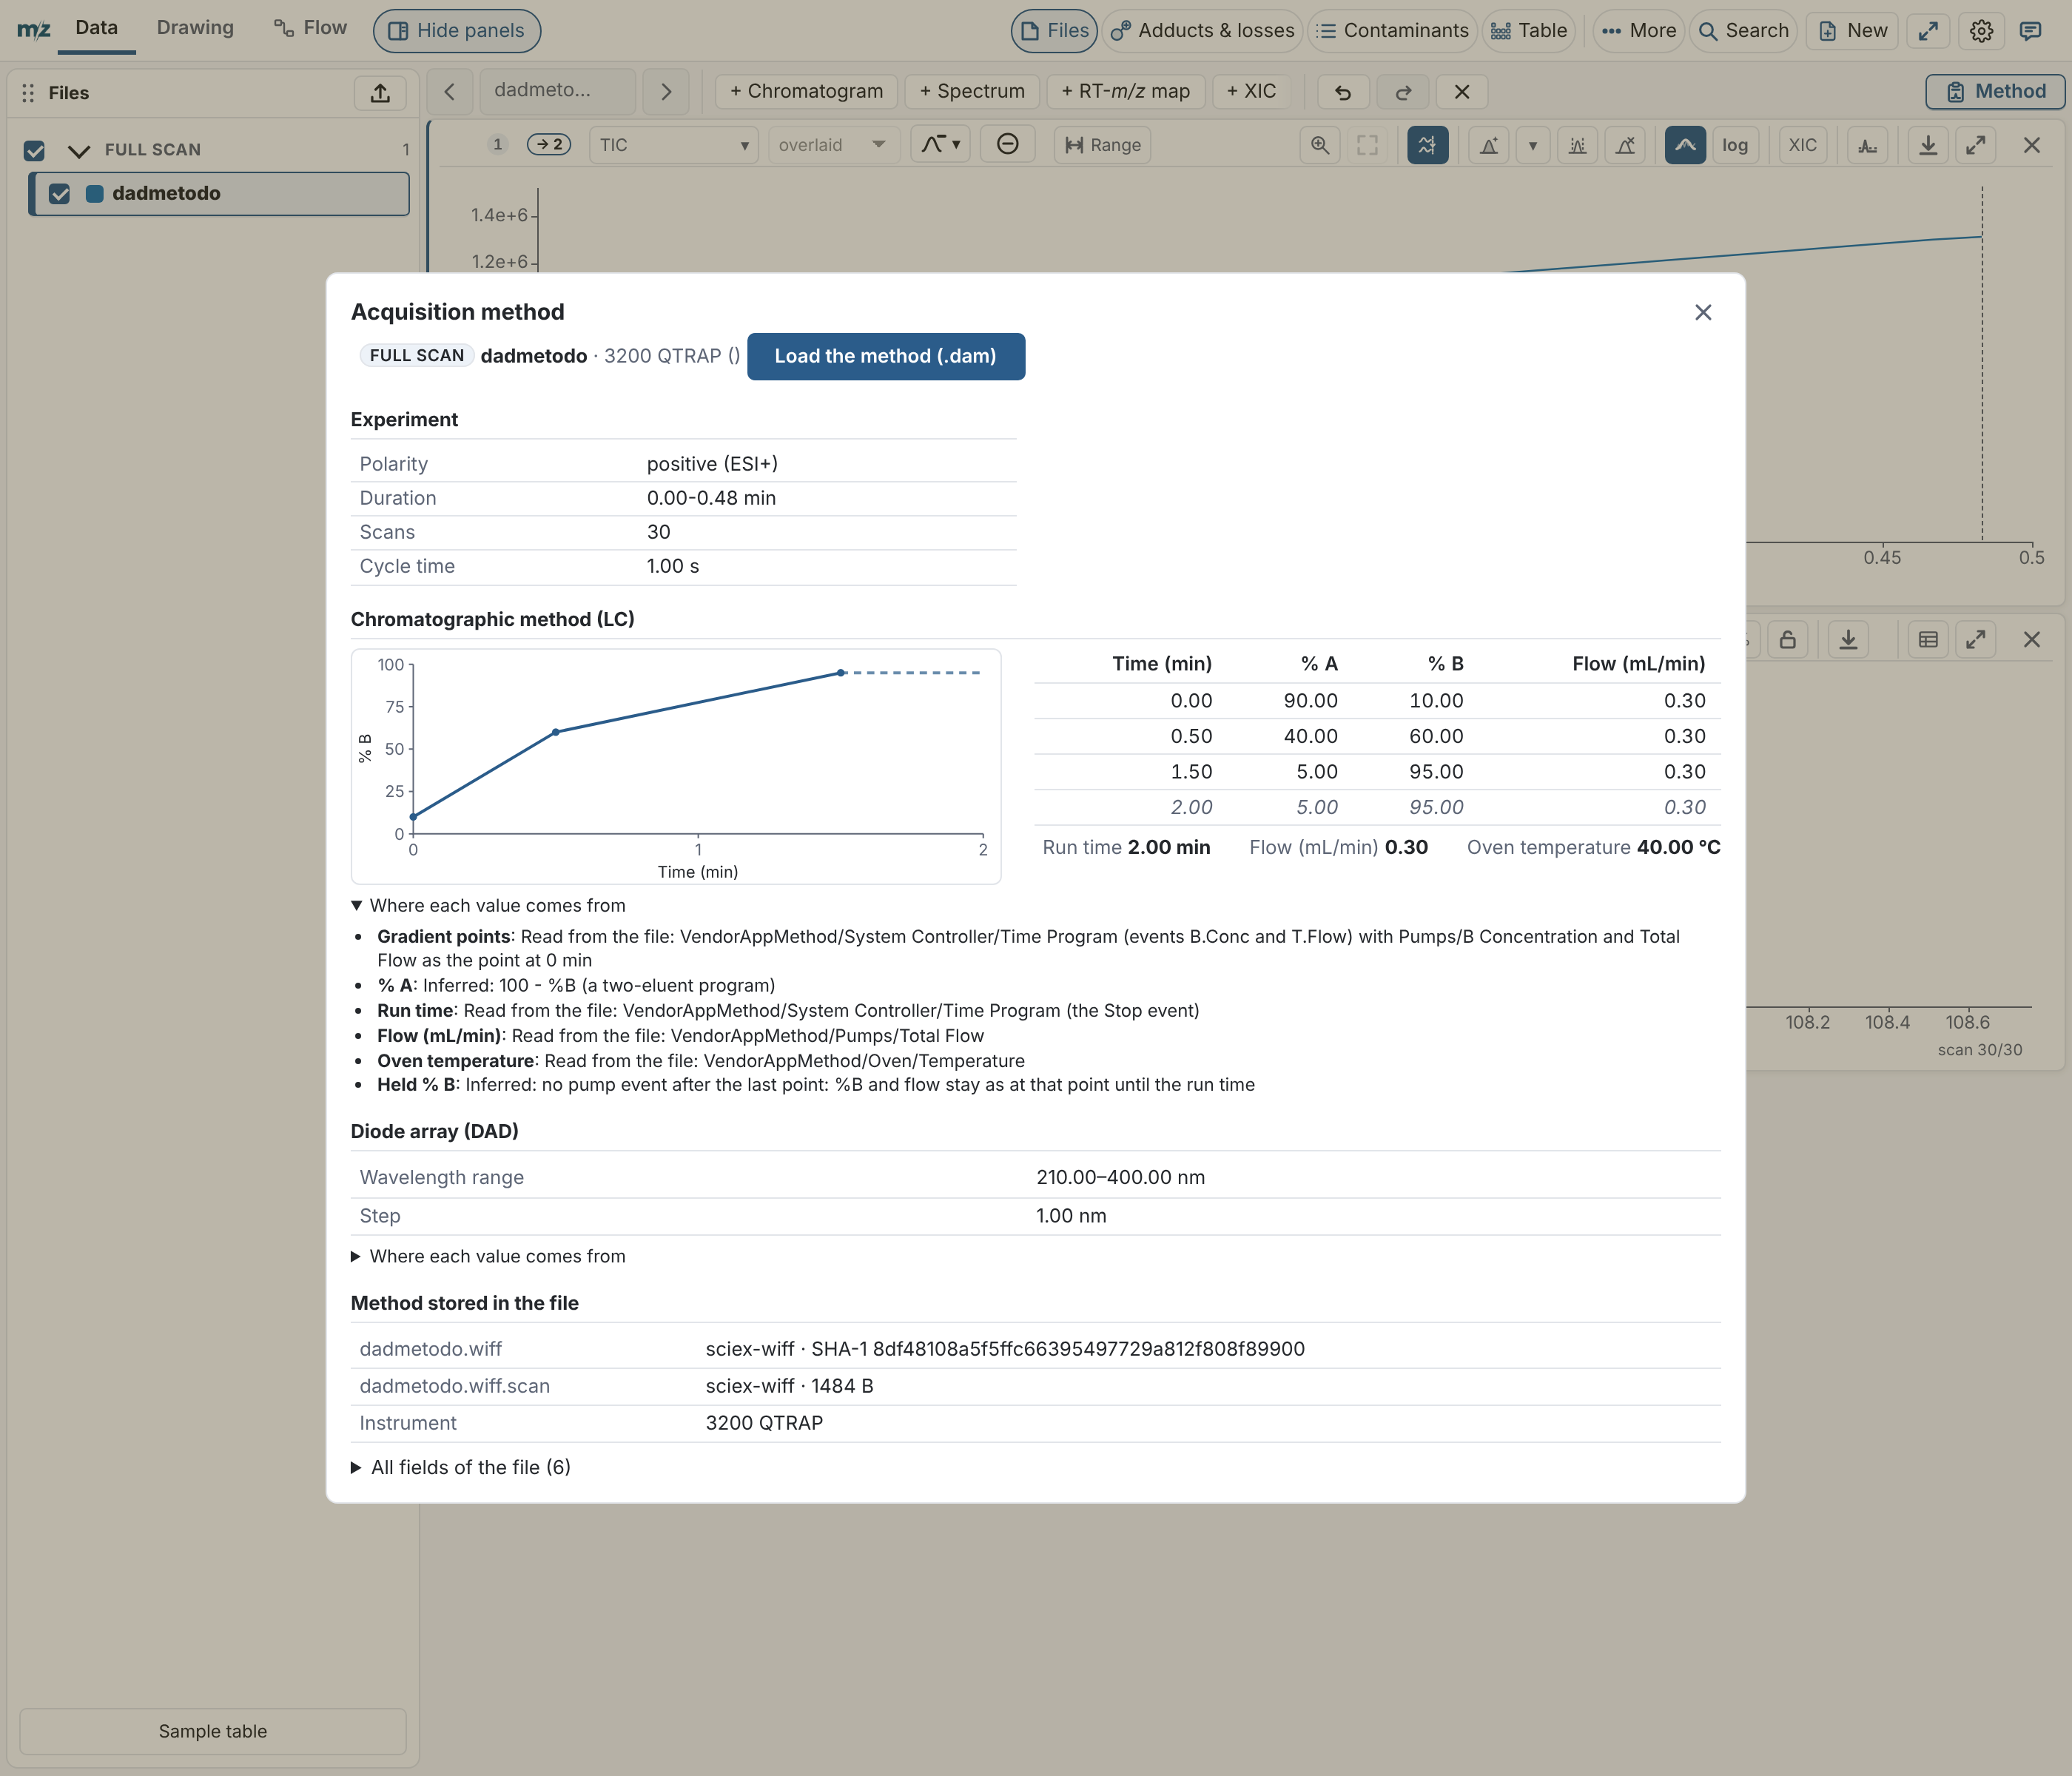 m/z Data Drawing Flow Hide panels Files Adducts & losses Contaminants Table More Search New
Files
dadmeto...
+ Chromatogram + Spectrum + RT-m/z map + XIC
Method
FULL SCAN 1
dadmetodo
1 → 2 TIC overlaid Range log XIC
1.4e+6
1.2e+6
0.45 0.5
Acquisition method
FULL SCAN dadmetodo · 3200 QTRAP () Load the method (.dam)
Experiment
Polarity positive (ESI+)
Duration 0.00-0.48 min
Scans 30
Cycle time 1.00 s
Chromatographic method (LC)
100
75
50
25
0
% B
0 1 2
Time (min)
Time (min) % A % B Flow (mL/min)
0.00 90.00 10.00 0.30
0.50 40.00 60.00 0.30
1.50 5.00 95.00 0.30
2.00 5.00 95.00 0.30
Run time 2.00 min Flow (mL/min) 0.30 Oven temperature 40.00 °C
▼ Where each value comes from
• Gradient points: Read from the file: VendorAppMethod/System Controller/Time Program (events B.Conc and T.Flow) with Pumps/B Concentration and Total
Flow as the point at 0 min
• % A: Inferred: 100 - %B (a two-eluent program)
• Run time: Read from the file: VendorAppMethod/System Controller/Time Program (the Stop event)
• Flow (mL/min): Read from the file: VendorAppMethod/Pumps/Total Flow
• Oven temperature: Read from the file: VendorAppMethod/Oven/Temperature
• Held % B: Inferred: no pump event after the last point: %B and flow stay as at that point until the run time
Diode array (DAD)
Wavelength range 210.00–400.00 nm
Step 1.00 nm
▶ Where each value comes from
Method stored in the file
dadmetodo.wiff sciex-wiff · SHA-1 8df48108a5f5ffc66395497729a812f808f89900
dadmetodo.wiff.scan sciex-wiff · 1484 B
Instrument 3200 QTRAP
▶ All fields of the file (6)
108.2 108.4 108.6
scan 30/30
Sample table